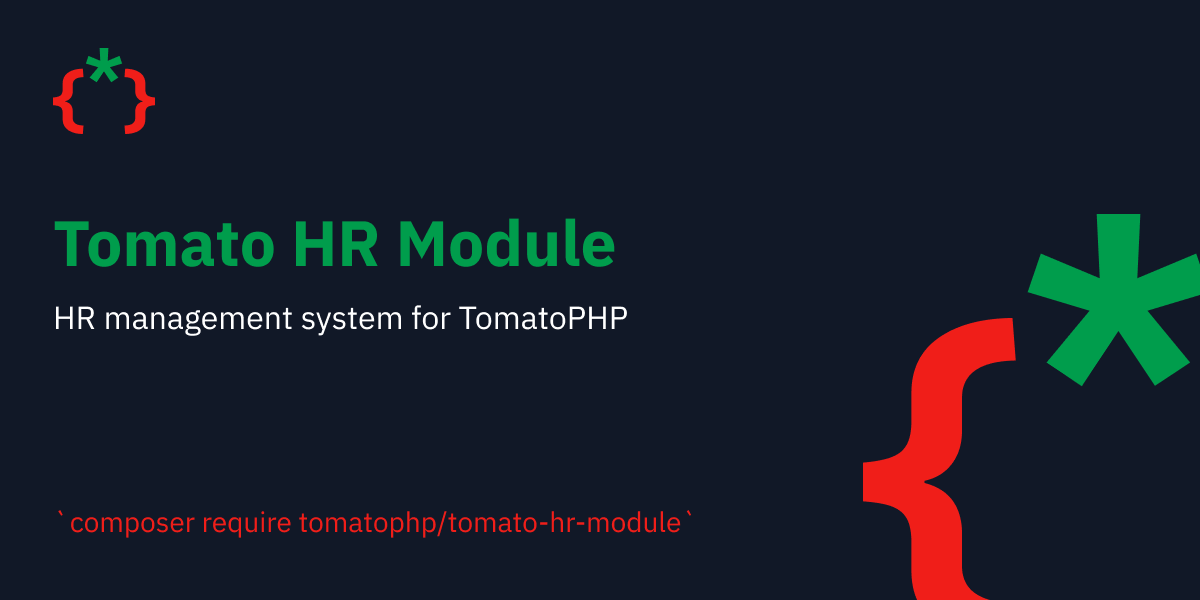 {*}
Tomato HR Module
HR management system for TomatoPHP
`composer require tomatophp/tomato-hr-module`